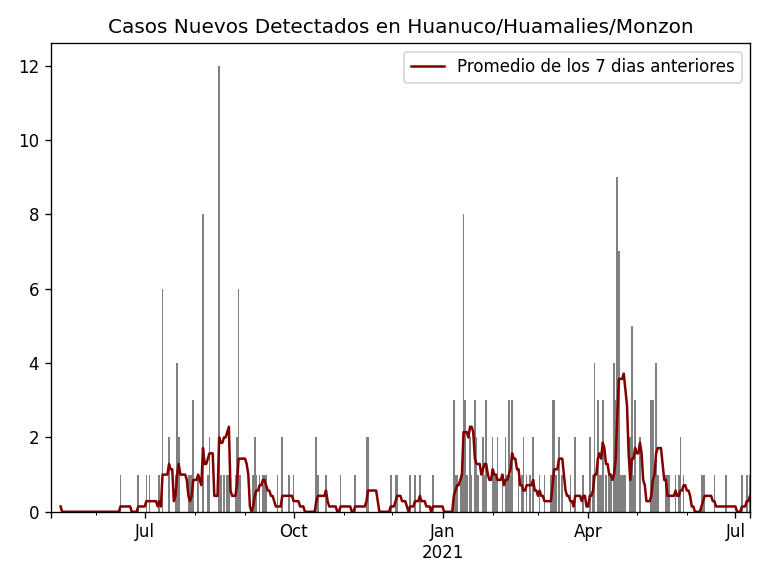 Casos Nuevos Detectados en Huanuco/Huamalies/Monzon
Promedio de los 7 dias anteriores
12
10
8
6
4
2
0
Jul
Oct
Jan
Apr
Jul
2021